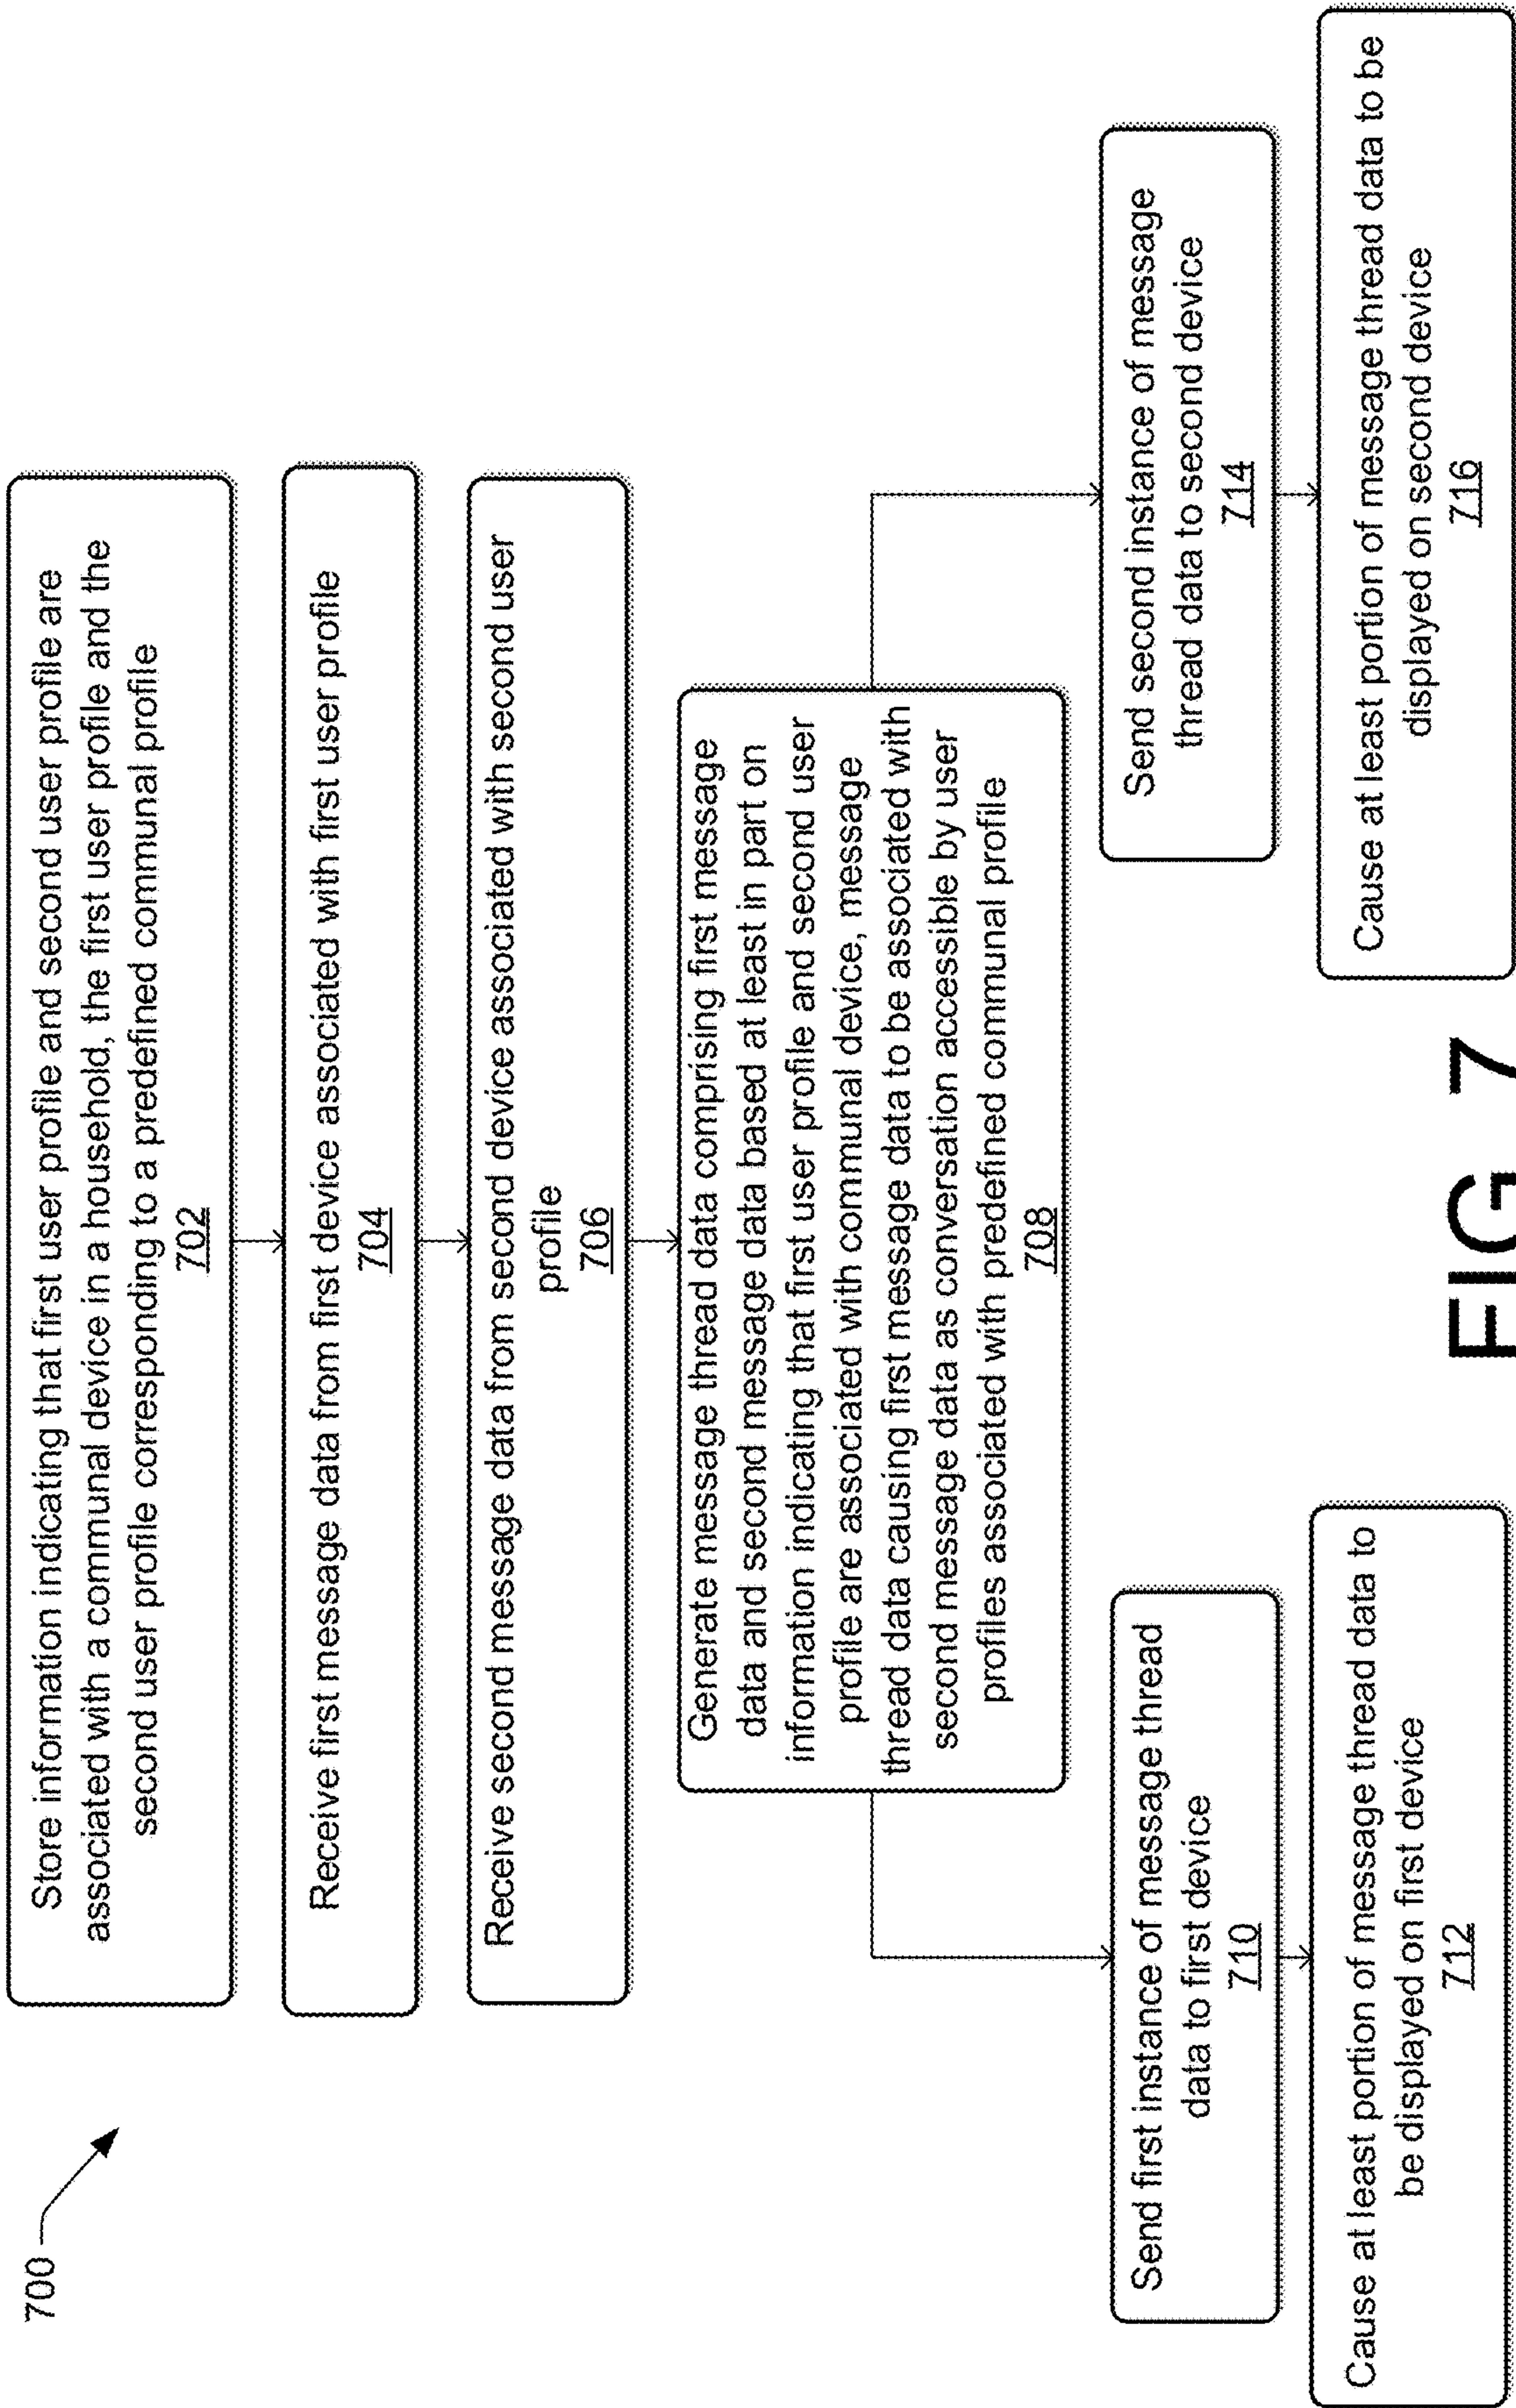 700
Store information indicating that first user profile and second user profile are
associated with a communal device in a household, the first user profile and the
second user profile corresponding to a predefined communal profile
702
Receive first message data from first device associated with first user profile
704
Receive second message data from second device associated with second user
profile
706
Generate message thread data comprising first message
data and second message data based at least in part on
information indicating that first user profile and second user
profile are associated with communal device, message
thread data causing first message data to be associated with
second message data as conversation accessible by user
profiles associated with predefined communal profile
708
Send first instance of message thread
data to first device
710
Cause at least portion of message thread data to
be displayed on first device
712
Send second instance of message
thread data to second device
714
Cause at least portion of message thread data to be
displayed on second device
716
FIG 7